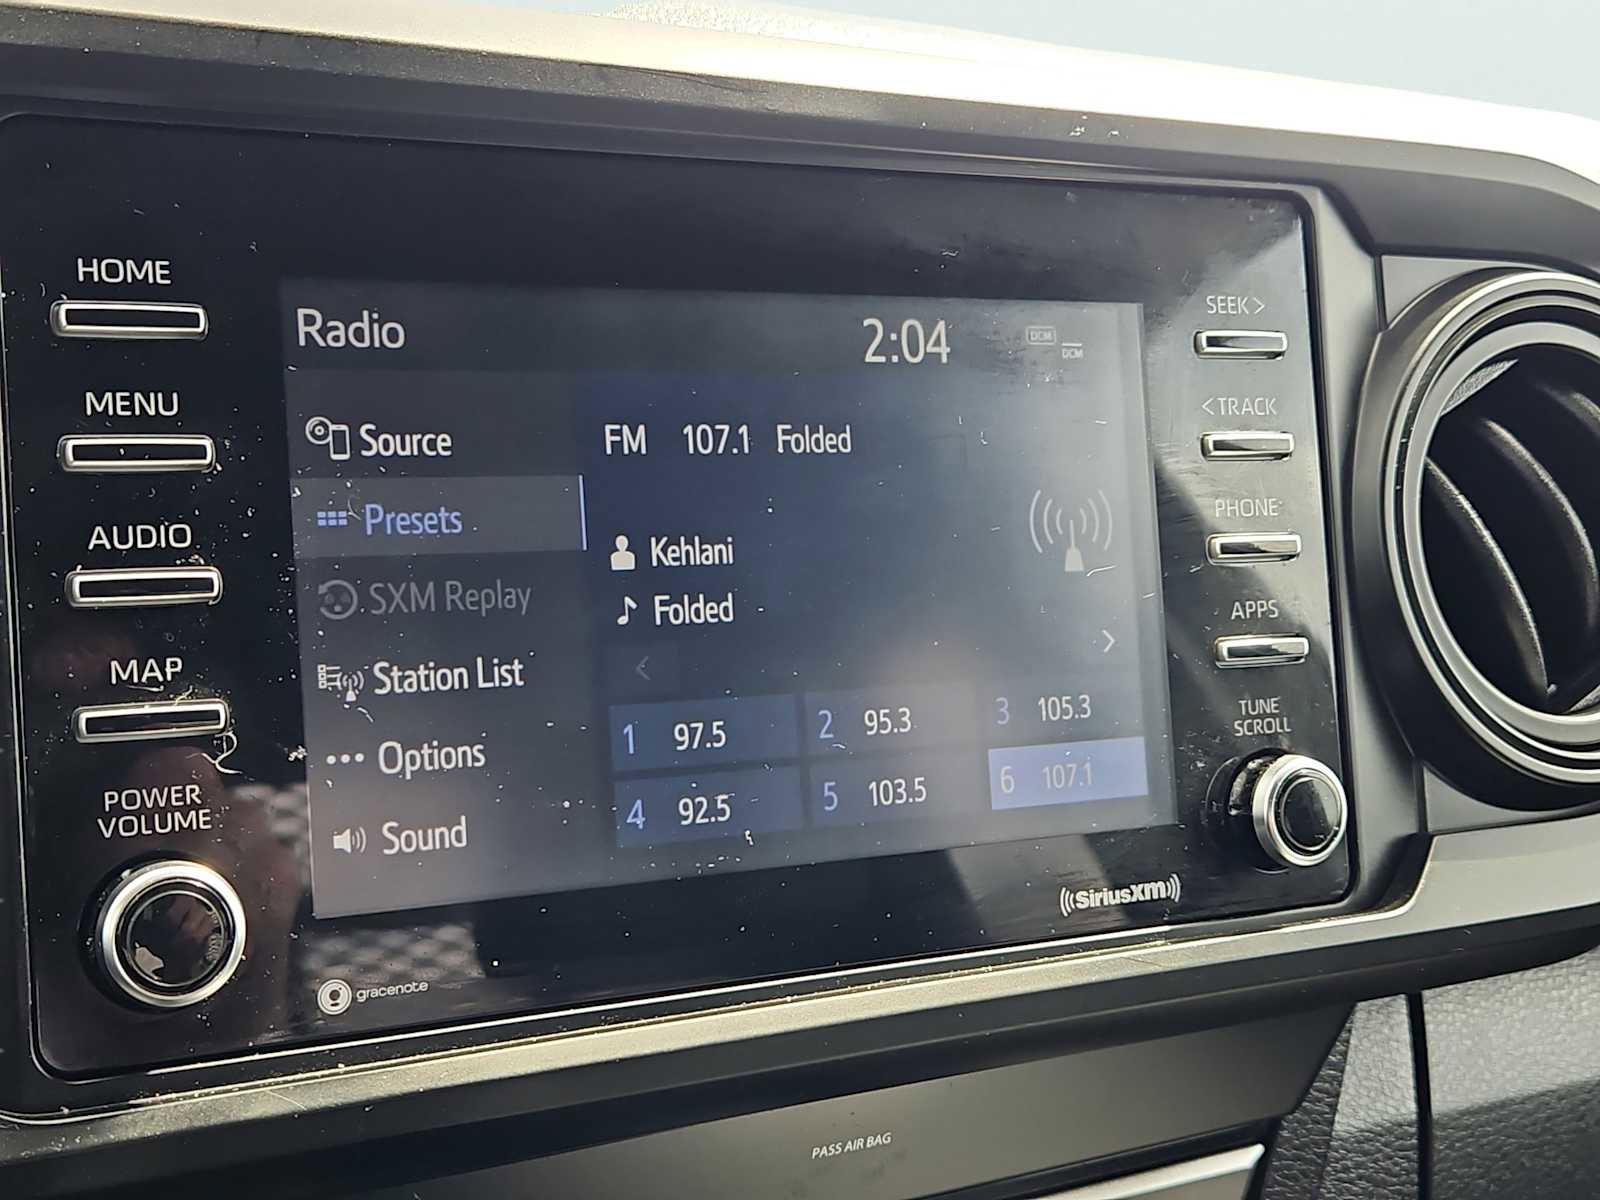 HOME
MENU
AUDIO
MAP
POWER
VOLUME
Radio
2:04
DCM
DCM
Source
Presets
SXM Replay
Station List
Options
Sound
FM 107.1 Folded
Kehlani
Folded
< >
1 97.5 2 95.3 3 105.3
4 92.5 5 103.5 6 107.1
SEEK >
< TRACK
PHONE
APPS
TUNE
SCROLL
SiriusXM
gracenote
PASS AIR BAG